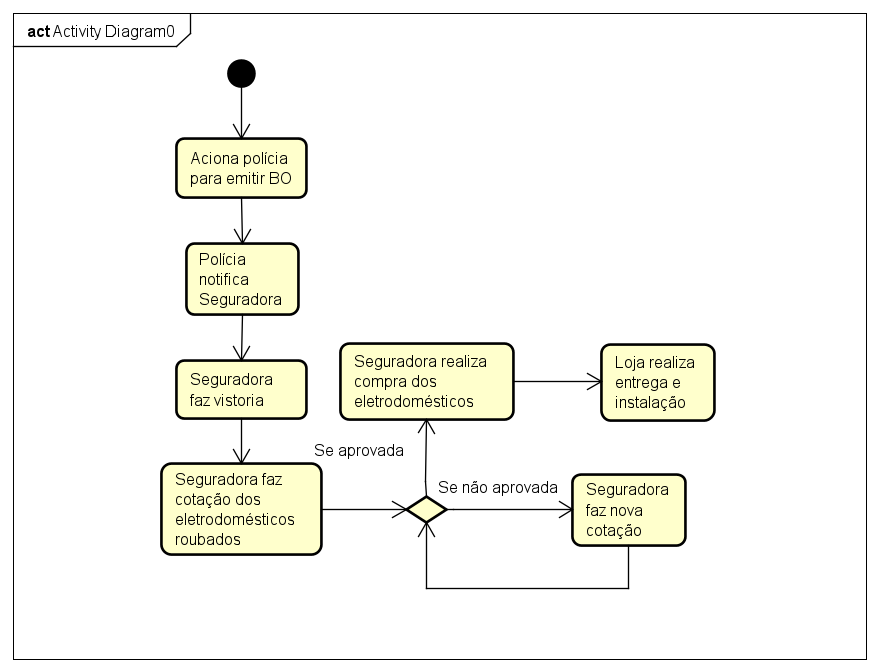 act Activity Diagram0
Aciona polícia
para emitir BO
Polícia
notifica
Seguradora
Seguradora
faz vistoria
Seguradora faz
cotação dos
eletrodomésticos
roubados
Se aprovada
Seguradora realiza
compra dos
eletrodomésticos
Loja realiza
entrega e
instalação
Se não aprovada
Seguradora
faz nova
cotação